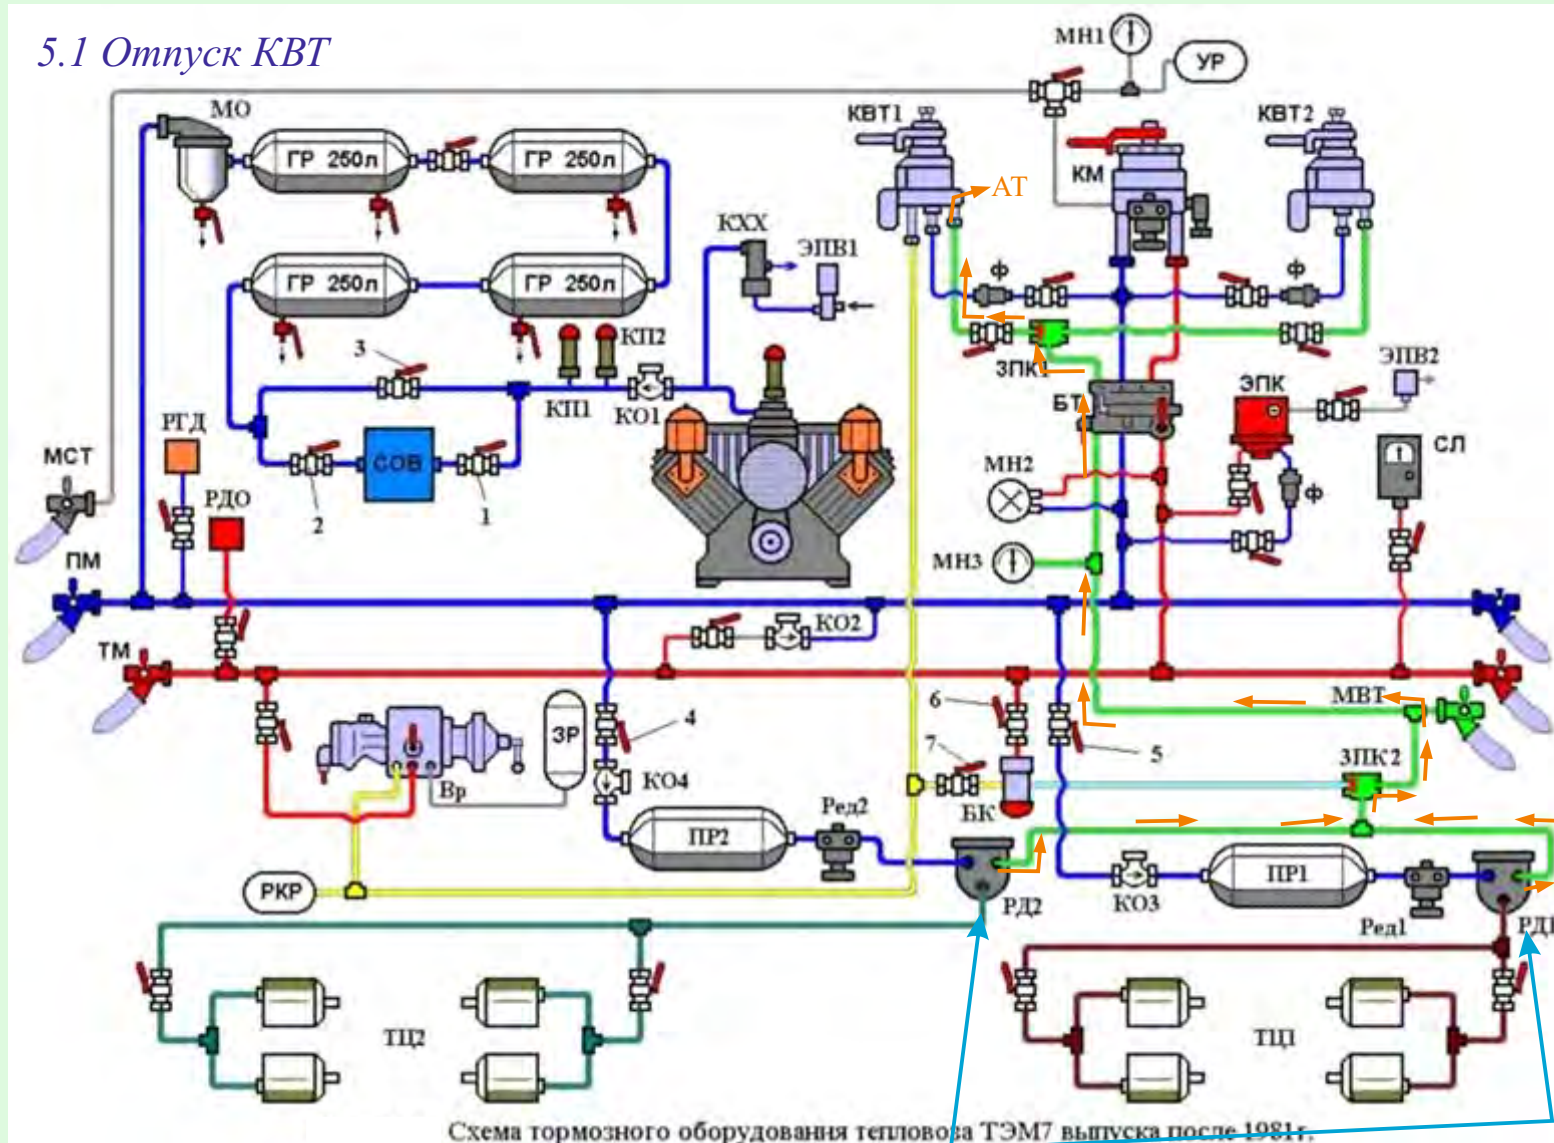 5.1 Отпуск КВТ
МН1
УР
МО
КВТ1
КВТ2
ГР 250л
ГР 250л
КМ
АТ
КХХ
ЭПВ1
ГР 250л
ГР 250л
ф
ф
КП2
3
ЗПК1
ЭПВ2
КП1
КО1
БТ
ЭПК
РГД
МСТ
СОВ
СЛ
МН2
РДО
2
1
ф
ПМ
МН3
КО2
ТМ
6
МВТ
4
ЗР
7
5
ЗПК2
КО4
Вр
Ред2
БК
ПР2
РКР
ПР1
РД2
КО3
Ред1
РД1
ТЦ2
ТЦ1
Схема тормозного оборудования тепловоза ТЭМ7 выпуска после 1981г.